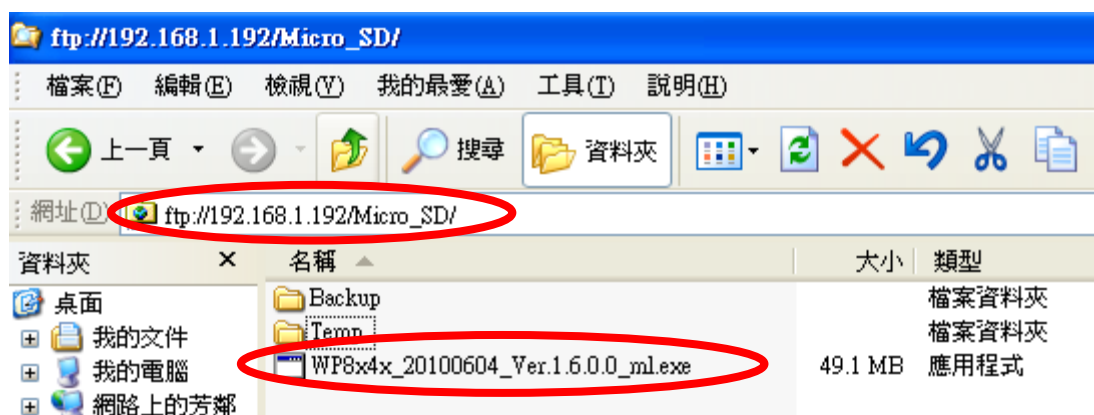 ftp://192.168.1.192/Micro_SD/
檔案(F) 編輯(E) 檢視(V) 我的最愛(A) 工具(T) 說明(H)
上一頁 搜尋 資料夾
網址(D) ftp://192.168.1.192/Micro_SD/
資料夾 × 名稱 大小 類型
桌面 Backup 檔案資料夾
我的文件 Temp 檔案資料夾
我的電腦 WP8x4x_20100604_Ver.1.6.0.0_ml.exe 49.1 MB 應用程式
網路上的芳鄰